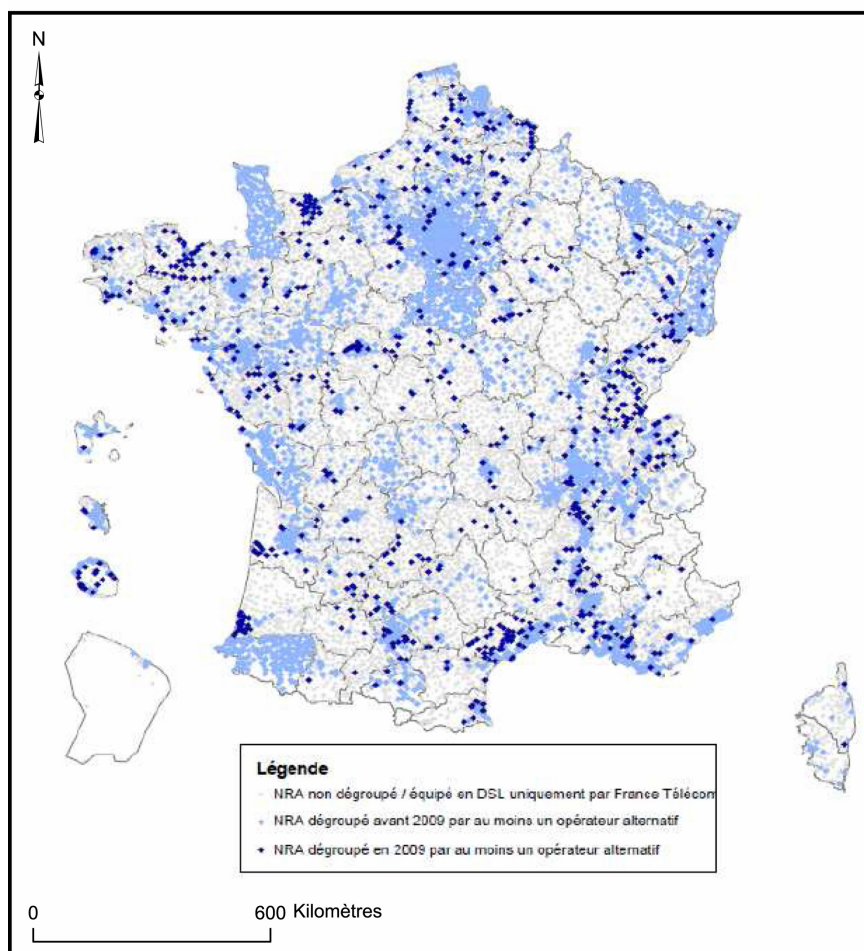 N
Légende
NRA non dégroupé / équipé en DSL uniquement par France Télécom
NRA dégroupé avant 2009 par au moins un opérateur alternatif
NRA dégroupé en 2009 par au moins un opérateur alternatif
0 600 Kilomètres